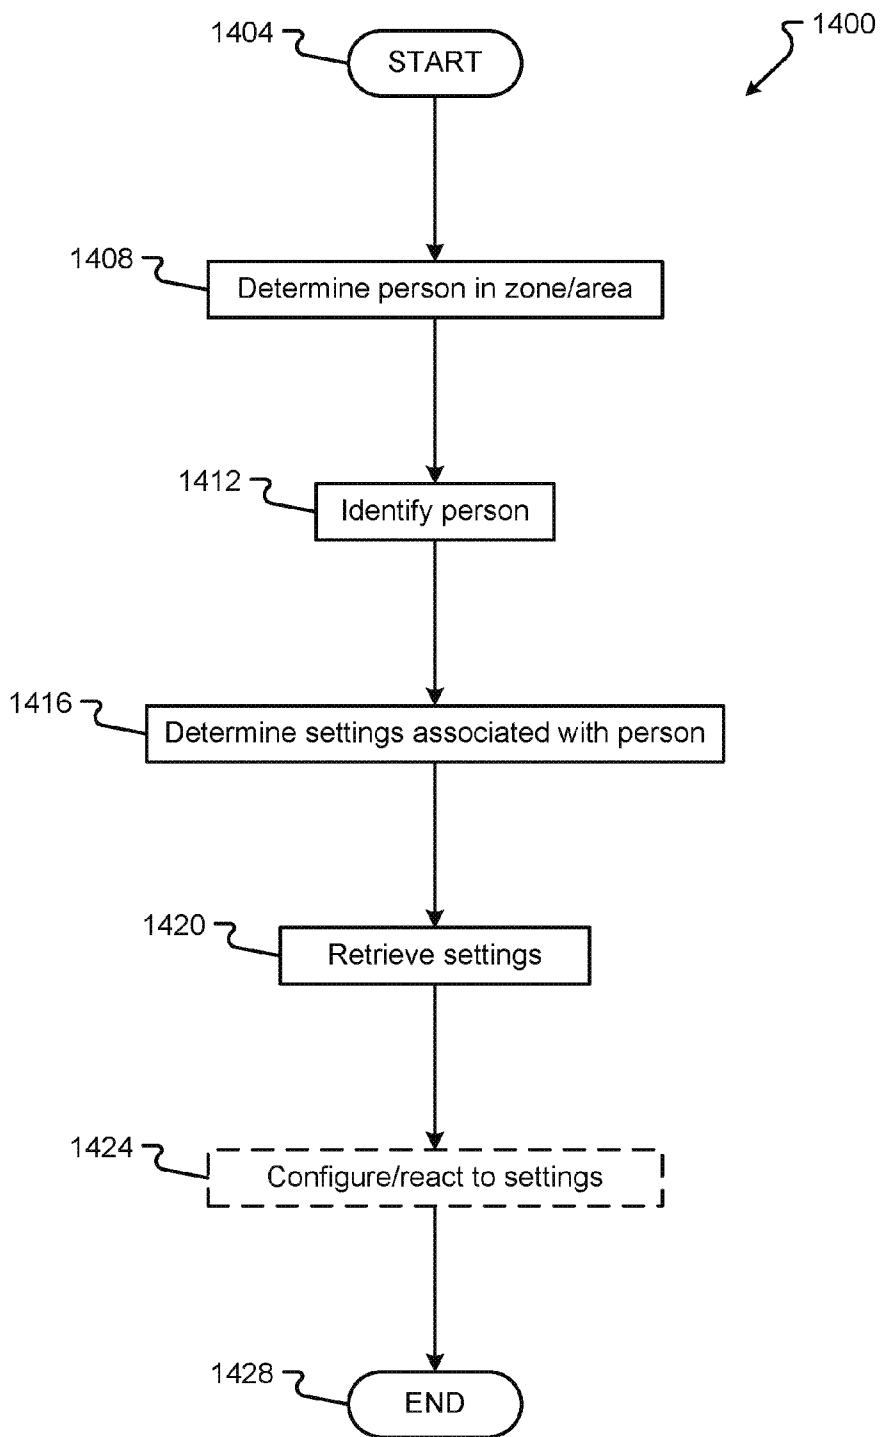 1400
1404
START
1408
Determine person in zone/area
1412
Identify person
1416
Determine settings associated with person
1420
Retrieve settings
1424
Configure/react to settings
1428
END